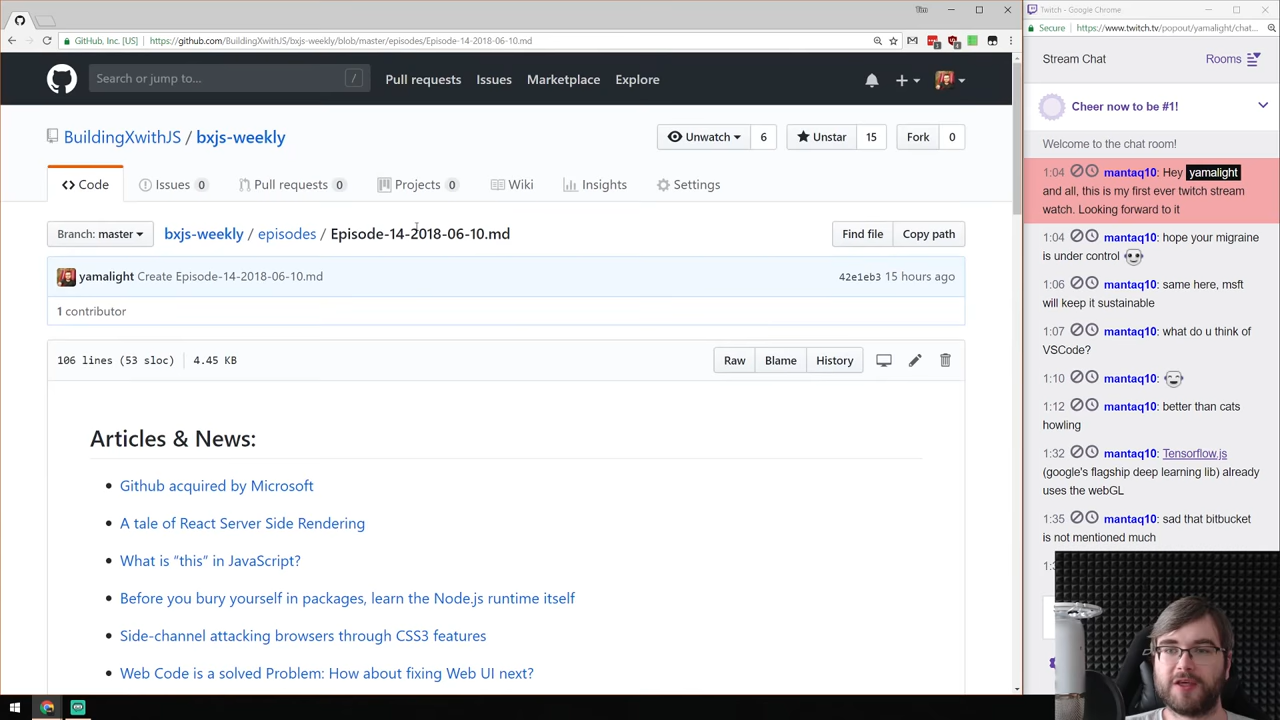 Tim
Twitch - Google Chrome
GitHub, Inc. [US]
https://github.com/BuildingXwithJS/bxjs-weekly/blob/master/episodes/Episode-14-2018-06-10.md
Secure
https://www.twitch.tv/popout/yamalight/chat...
Search or jump to...
/
Pull requests
Issues
Marketplace
Explore
Stream Chat
Rooms
BuildingXwithJS / bxjs-weekly
Unwatch
6
Unstar
15
Fork
0
Cheer now to be #1!
Welcome to the chat room!
Code
Issues 0
Pull requests 0
Projects 0
Wiki
Insights
Settings
Branch: master
bxjs-weekly / episodes / Episode-14-2018-06-10.md
Find file
Copy path
yamalight Create Episode-14-2018-06-10.md
42e1eb3 15 hours ago
1 contributor
106 lines (53 sloc)
4.45 KB
Raw
Blame
History
Articles & News:
Github acquired by Microsoft
A tale of React Server Side Rendering
What is “this” in JavaScript?
Before you bury yourself in packages, learn the Node.js runtime itself
Side-channel attacking browsers through CSS3 features
Web Code is a solved Problem: How about fixing Web UI next?
1:04 mantaq10: Hey yamalight
and all, this is my first ever twitch stream
watch. Looking forward to it
1:04 mantaq10: hope your migraine
is under control
1:06 mantaq10: same here, msft
will keep it sustainable
1:07 mantaq10: what do u think of
VSCode?
1:10 mantaq10:
1:12 mantaq10: better than cats
howling
1:32 mantaq10: Tensorflow.js
(google's flagship deep learning lib) already
uses the webGL
1:35 mantaq10: sad that bitbucket
is not mentioned much